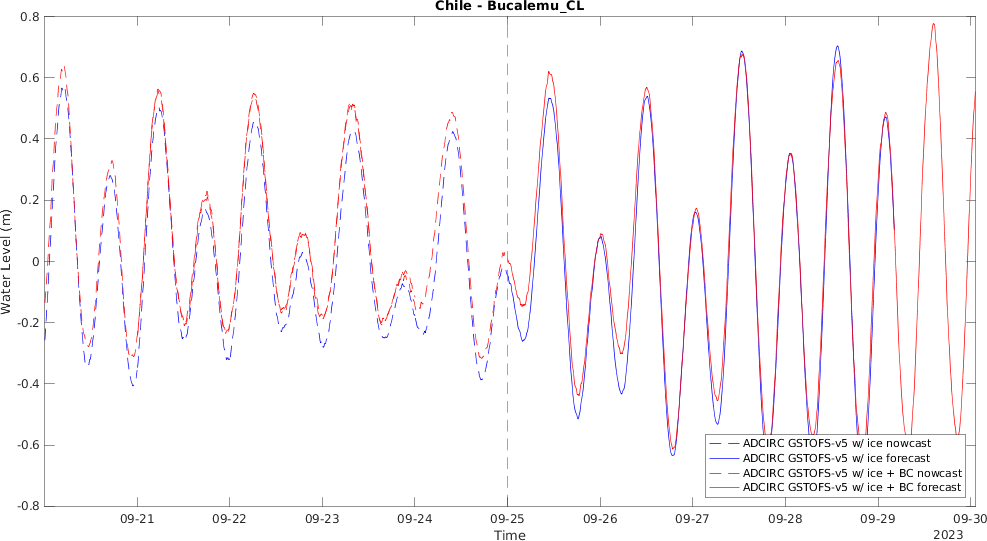 Chile - Bucalemu_CL
0.8
0.6
0.4
0.2
0
-0.2
-0.4
-0.6
-0.8
Water Level (m)
ADCIRC GSTOFS-v5 w/ ice nowcast
ADCIRC GSTOFS-v5 w/ ice forecast
ADCIRC GSTOFS-v5 w/ ice + BC nowcast
ADCIRC GSTOFS-v5 w/ ice + BC forecast
09-21 09-22 09-23 09-24 09-25 09-26 09-27 09-28 09-29 09-30
Time
2023